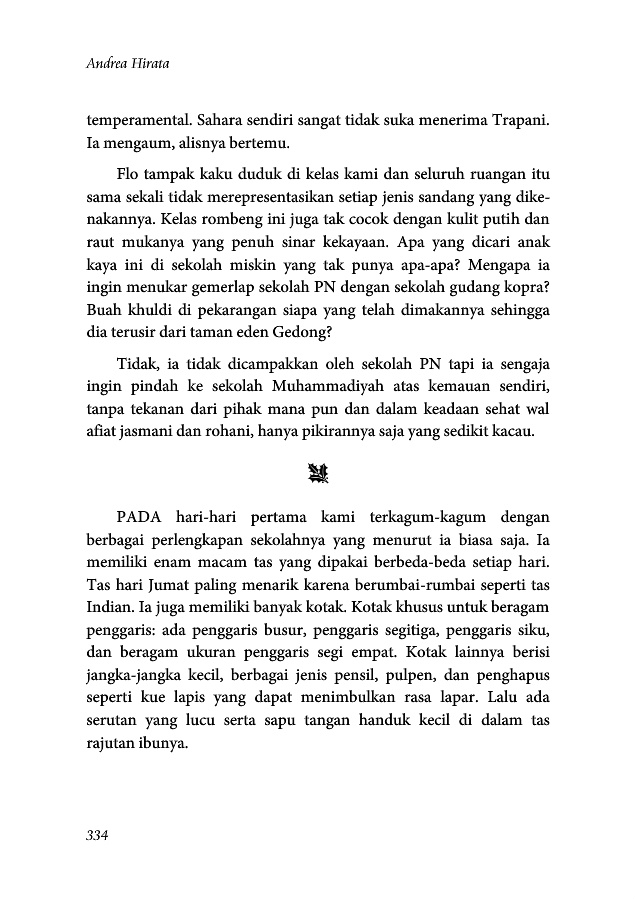 Andrea Hirata
temperamental. Sahara sendiri sangat tidak suka menerima Trapani.
Ia mengaum, alisnya bertemu.
Flo tampak kaku duduk di kelas kami dan seluruh ruangan itu
sama sekali tidak merepresentasikan setiap jenis sandang yang dike-
nakannya. Kelas rombeng ini juga tak cocok dengan kulit putih dan
raut mukanya yang penuh sinar kekayaan. Apa yang dicari anak
kaya ini di sekolah miskin yang tak punya apa-apa? Mengapa ia
ingin menukar gemerlap sekolah PN dengan sekolah gudang kopra?
Buah khuldi di pekarangan siapa yang telah dimakannya sehingga
dia terusir dari taman eden Gedong?
Tidak, ia tidak dicampakkan oleh sekolah PN tapi ia sengaja
ingin pindah ke sekolah Muhammadiyah atas kemauan sendiri,
tanpa tekanan dari pihak mana pun dan dalam keadaan sehat wal
afiat jasmani dan rohani, hanya pikirannya saja yang sedikit kacau.
PADA hari-hari pertama kami terkagum-kagum dengan
berbagai perlengkapan sekolahnya yang menurut ia biasa saja. Ia
memiliki enam macam tas yang dipakai berbeda-beda setiap hari.
Tas hari Jumat paling menarik karena berumbai-rumbai seperti tas
Indian. Ia juga memiliki banyak kotak. Kotak khusus untuk beragam
penggaris: ada penggaris busur, penggaris segitiga, penggaris siku,
dan beragam ukuran penggaris segi empat. Kotak lainnya berisi
jangka-jangka kecil, berbagai jenis pensil, pulpen, dan penghapus
seperti kue lapis yang dapat menimbulkan rasa lapar. Lalu ada
serutan yang lucu serta sapu tangan handuk kecil di dalam tas
rajutan ibunya.
334